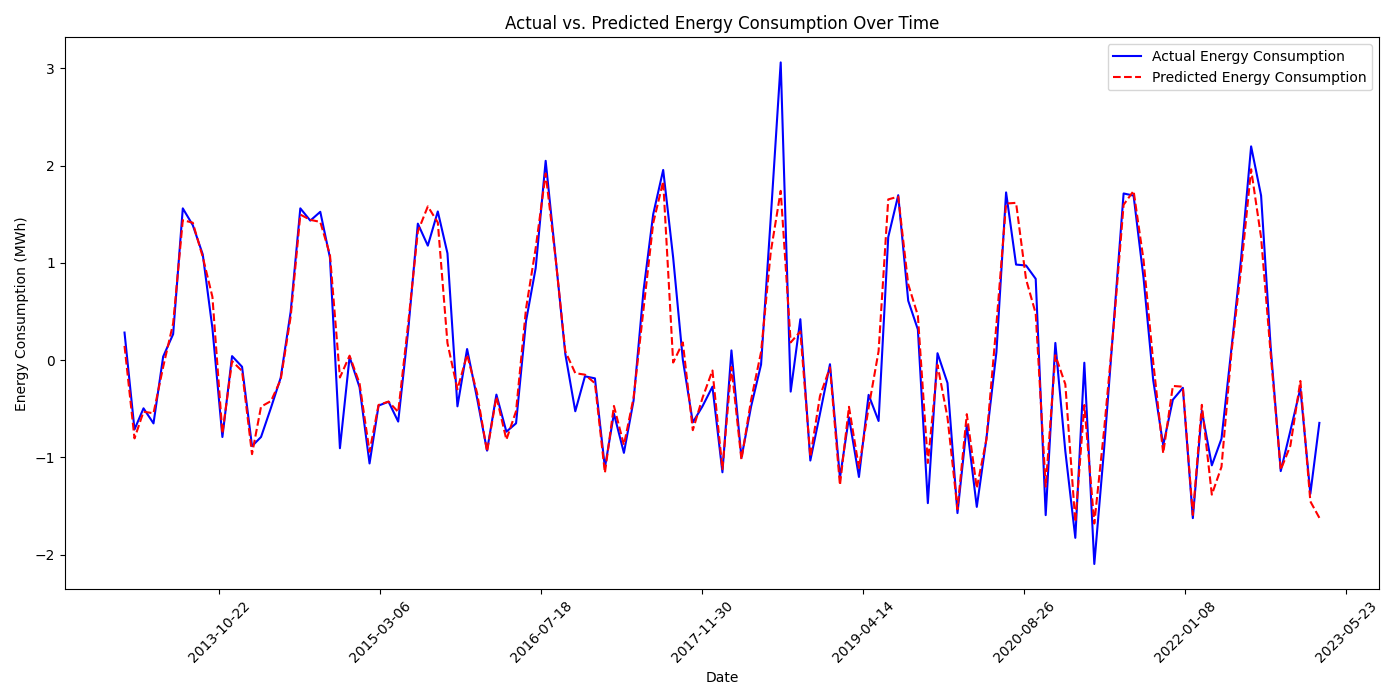 Actual vs. Predicted Energy Consumption Over Time
Actual Energy Consumption
Predicted Energy Consumption
Energy Consumption (MWh)
3
2
1
0
−1
−2
2013-10-22
2015-03-06
2016-07-18
2017-11-30
2019-04-14
2020-08-26
2022-01-08
2023-05-23
Date